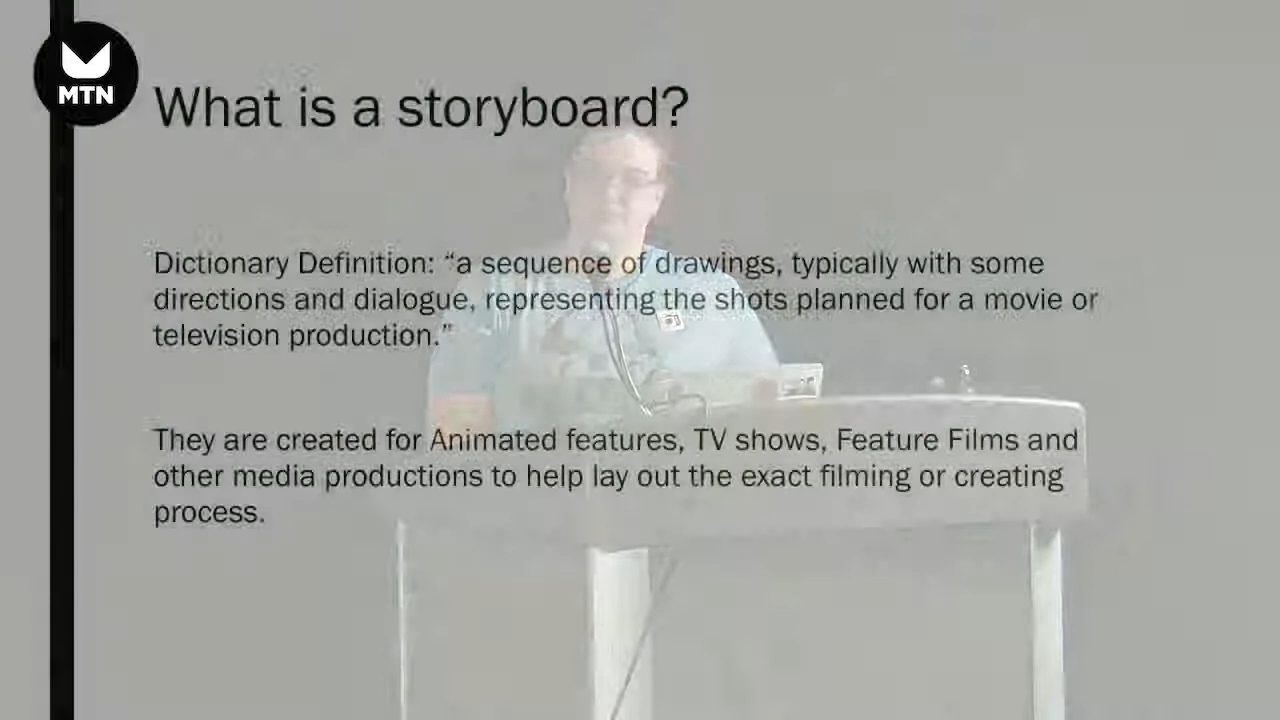 MTN
What is a storyboard?
Dictionary Definition: “a sequence of drawings, typically with some
directions and dialogue, representing the shots planned for a movie or
television production.”
They are created for Animated features, TV shows, Feature Films and
other media productions to help lay out the exact filming or creating
process.